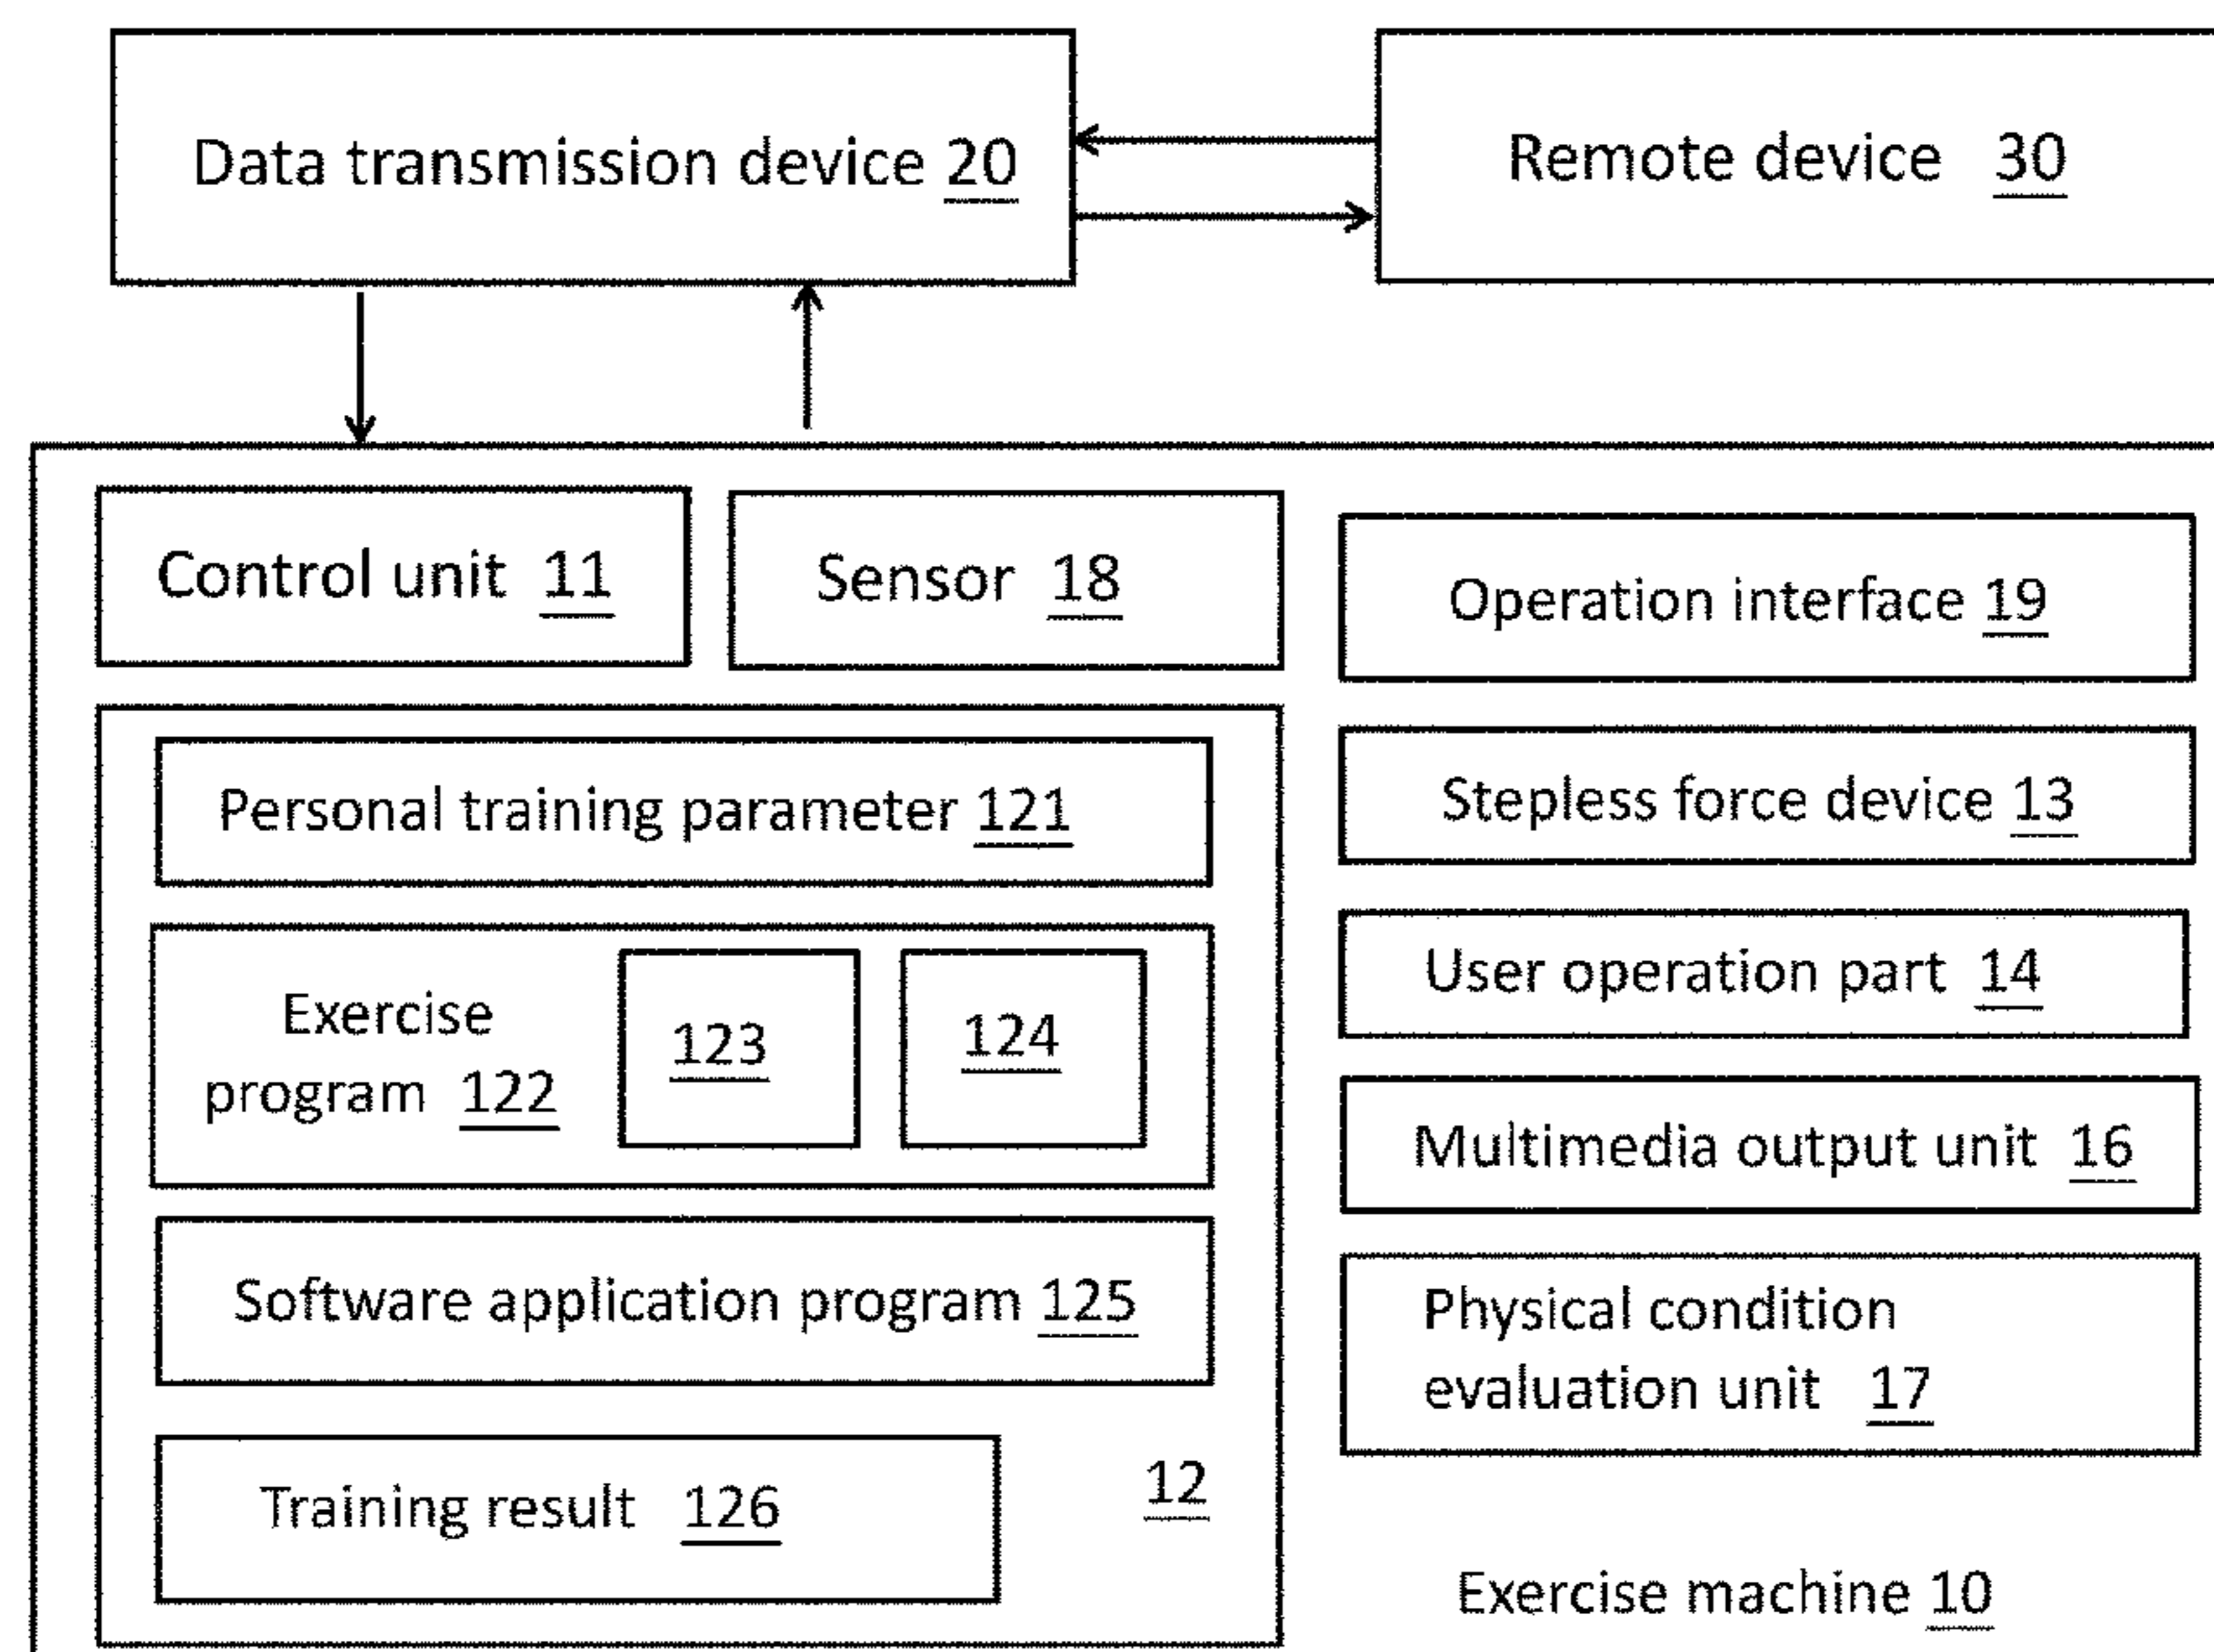 Data transmission device 20
Remote device 30
Control unit 11
Sensor 18
Operation interface 19
Personal training parameter 121
Stepless force device 13
Exercise
program 122
123
124
User operation part 14
Multimedia output unit 16
Software application program 125
Physical condition
evaluation unit 17
Training result 126
12
Exercise machine 10